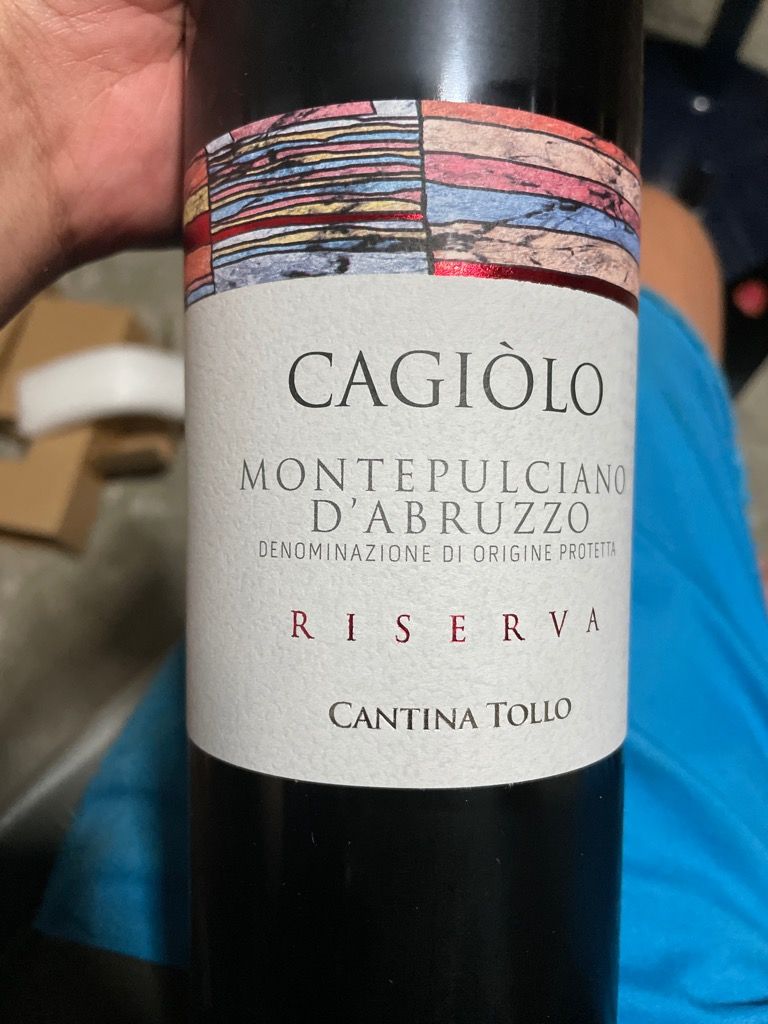 CAGIÒLO
MONTEPULCIANO
D'ABRUZZO
DENOMINAZIONE DI ORIGINE PROTETTA
RISERVA
CANTINA TOLLO